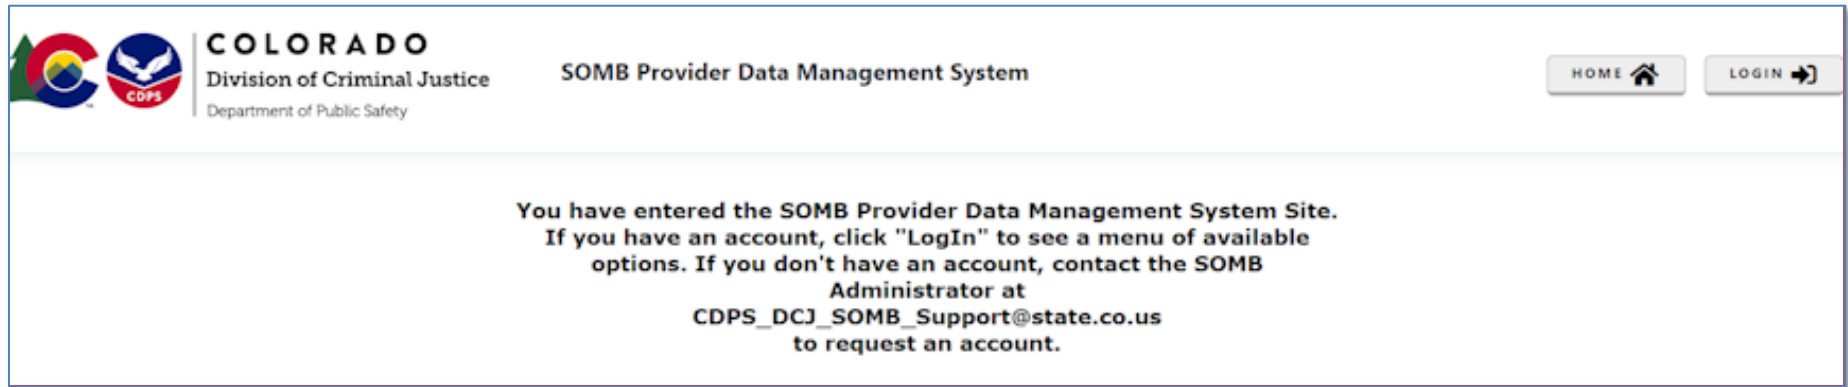 COLORADO
Division of Criminal Justice
Department of Public Safety
CDPS
SOMB Provider Data Management System
HOME
LOGIN
You have entered the SOMB Provider Data Management System Site.
If you have an account, click "LogIn" to see a menu of available
options. If you don't have an account, contact the SOMB
Administrator at
CDPS_DCJ_SOMB_Support@state.co.us
to request an account.